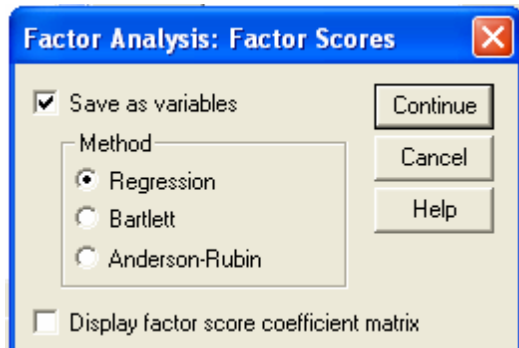 Factor Analysis: Factor Scores
Save as variables
Continue
Method
Cancel
Regression
Help
Bartlett
Anderson-Rubin
Display factor score coefficient matrix